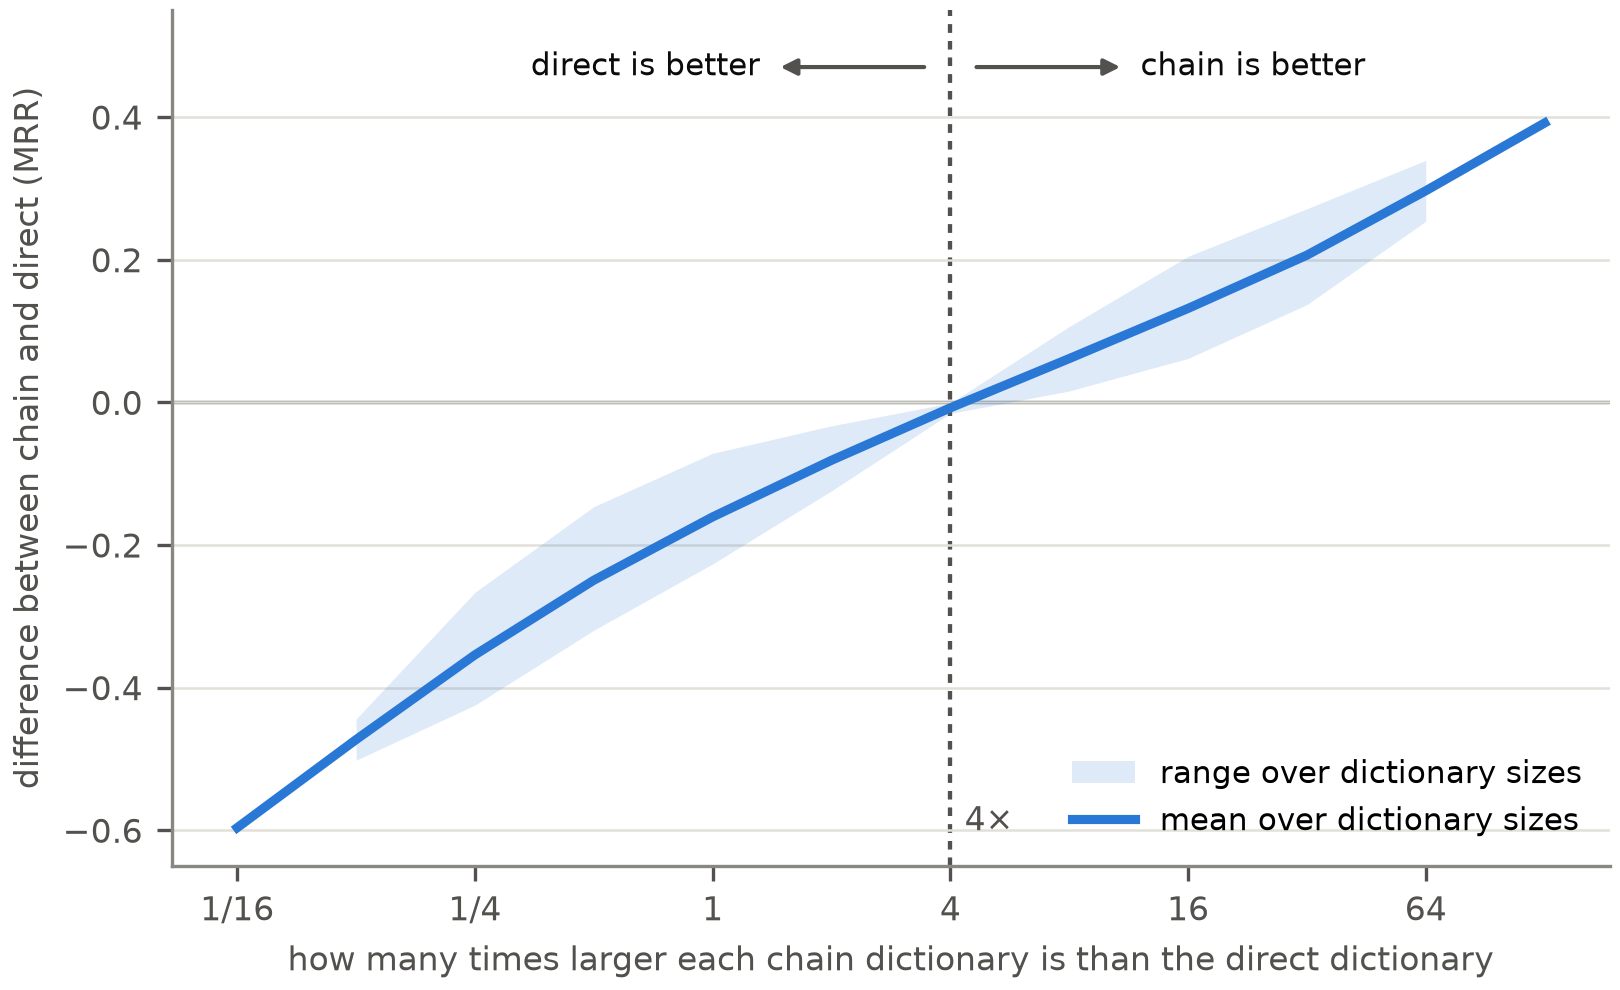 direct is better
chain is better
difference between chain and direct (MRR)
0.4
0.2
0.0
−0.2
−0.4
−0.6
4×
range over dictionary sizes
mean over dictionary sizes
1/16
1/4
1
4
16
64
how many times larger each chain dictionary is than the direct dictionary